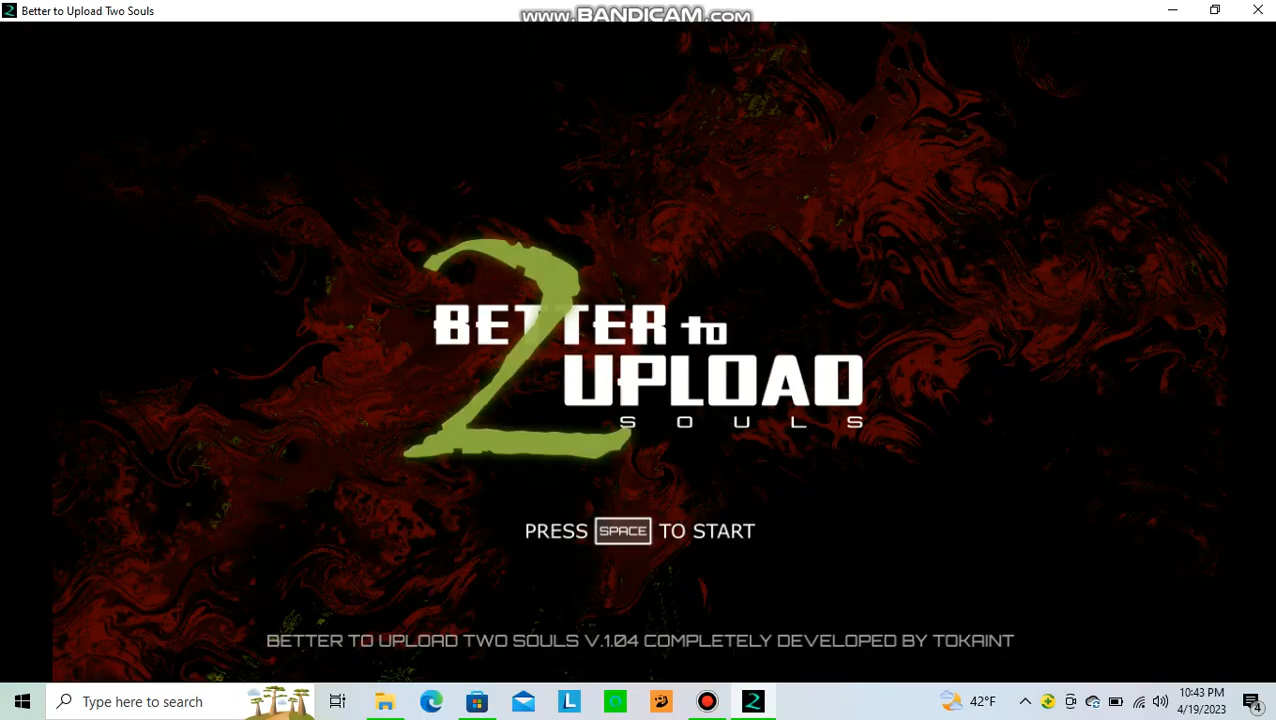 Better to Upload Two Souls
www.BANDICAM.com
2
BETTER to
UPLOAD
SOULS
PRESS SPACE TO START
BETTER TO UPLOAD TWO SOULS V.1.04 COMPLETELY DEVELOPED BY TOKAINT
Type here to search
L
2
42°F
10:43 PM
4/19/2023
4